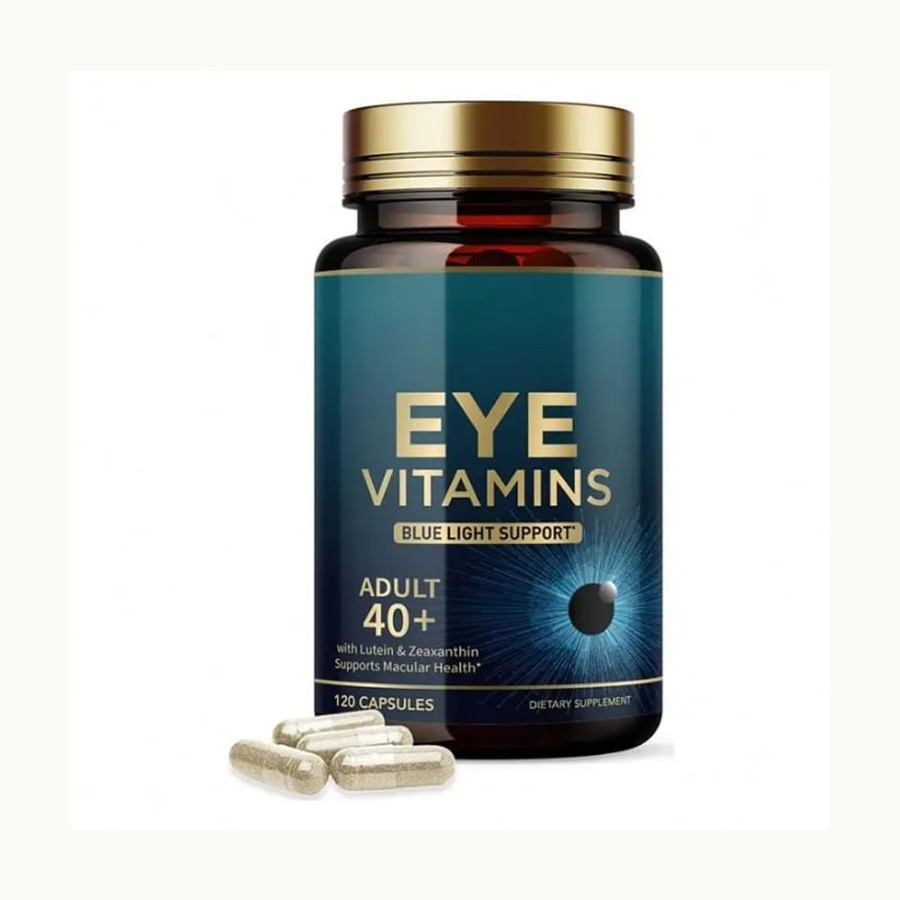 EYE
VITAMINS
BLUE LIGHT SUPPORT*
ADULT
40+
with Lutein & Zeaxanthin
Supports Macular Health*
120 CAPSULES
DIETARY SUPPLEMENT